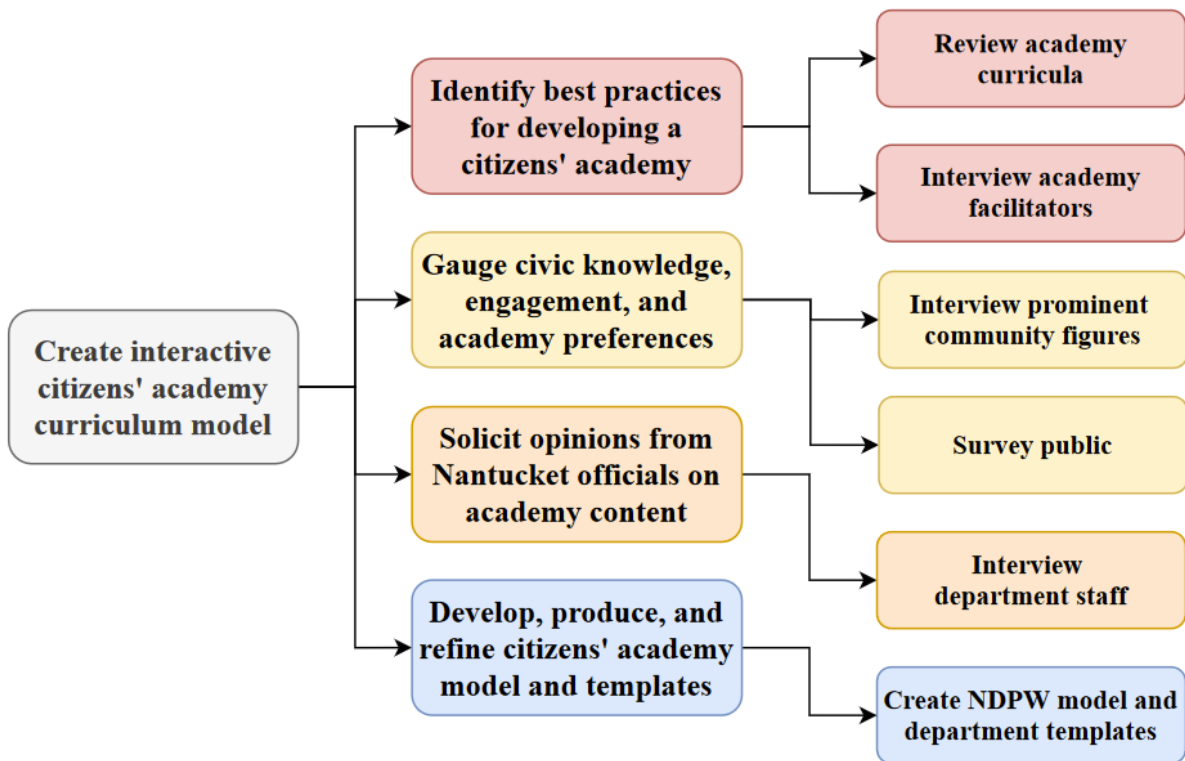 Create interactive
citizens' academy
curriculum model
Identify best practices
for developing a
citizens' academy
Review academy
curricula
Interview academy
facilitators
Gauge civic knowledge,
engagement, and
academy preferences
Interview prominent
community figures
Survey public
Solicit opinions from
Nantucket officials on
academy content
Interview
department staff
Develop, produce, and
refine citizens' academy
model and templates
Create NDPW model and
department templates